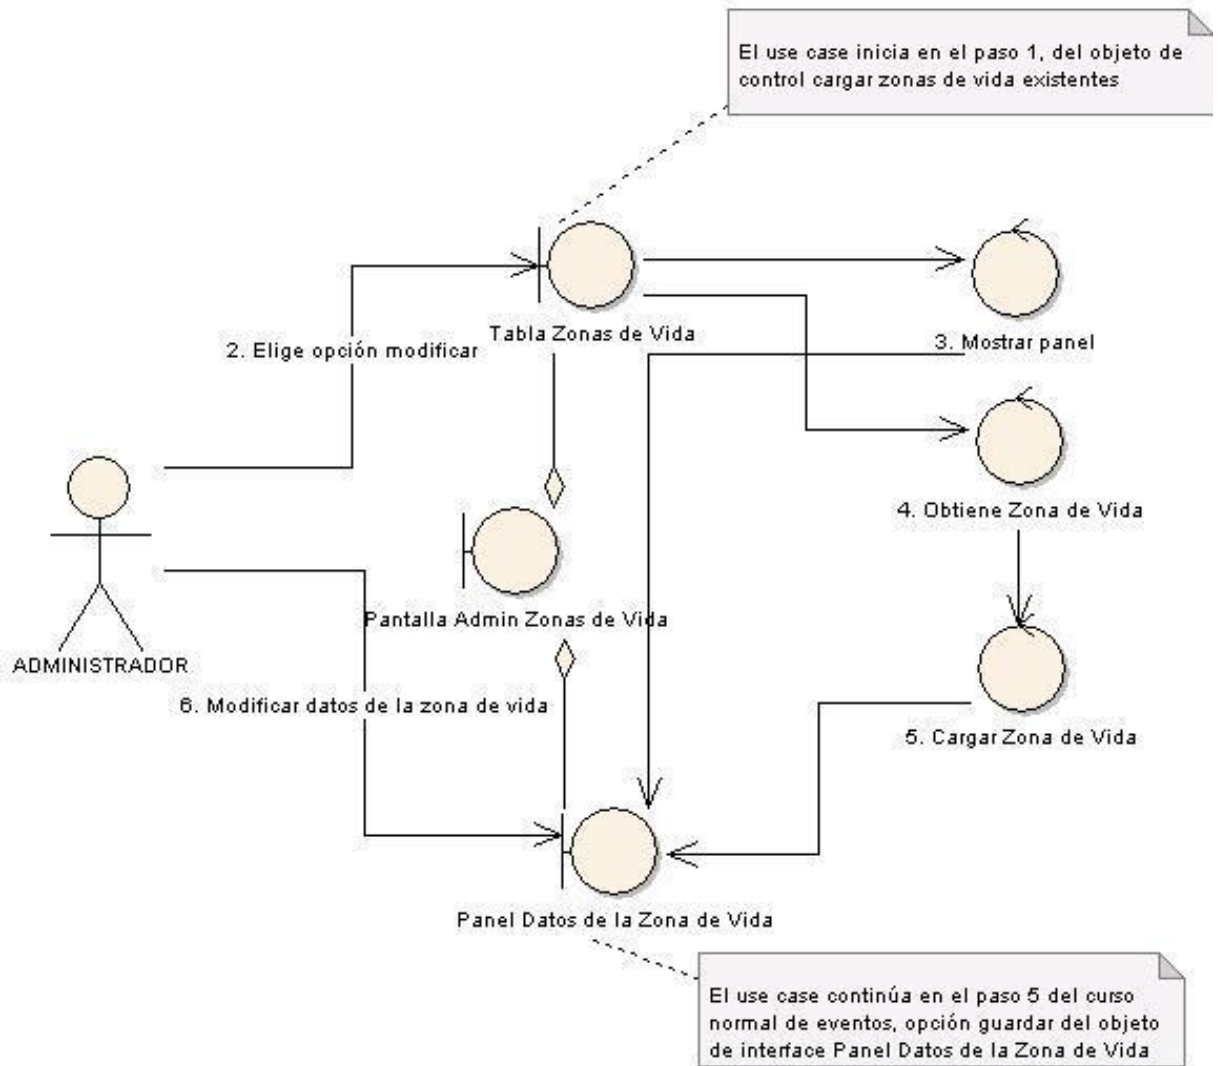 El use case inicia en el paso 1, del objeto de
control cargar zonas de vida existentes
Tabla Zonas de Vida
2. Elige opción modificar
3. Mostrar panel
4. Obtiene Zona de Vida
Pantalla Admin Zonas de Vida
ADMINISTRADOR
6. Modificar datos de la zona de vida
5. Cargar Zona de Vida
Panel Datos de la Zona de Vida
El use case continúa en el paso 5 del curso
normal de eventos, opción guardar del objeto
de interface Panel Datos de la Zona de Vida